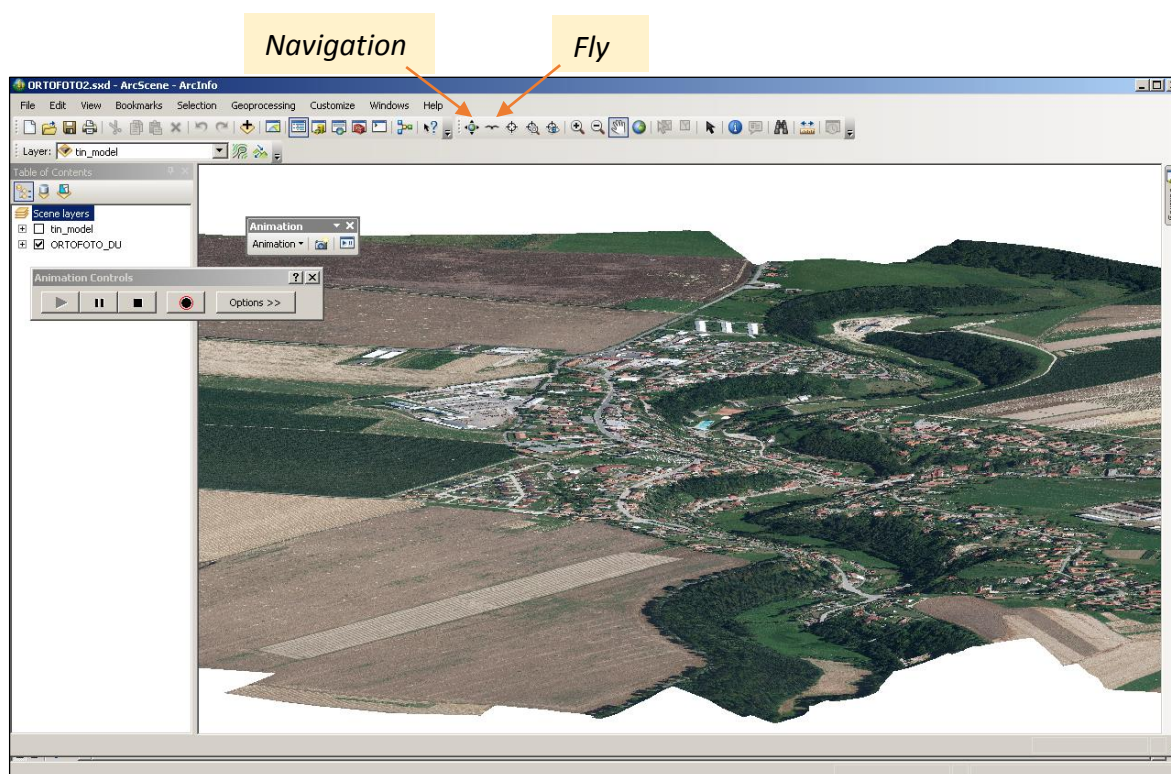 Navigation
Fly
ORTOFOTO2.sxd - ArcScene - ArcInfo
File Edit View Bookmarks Selection Geoprocessing Customize Windows Help
Layer: tin_model
Table of Contents
Scene layers
tin_model
ORTOFOTO_DU
Animation
Animation
Animation Controls
Options >>